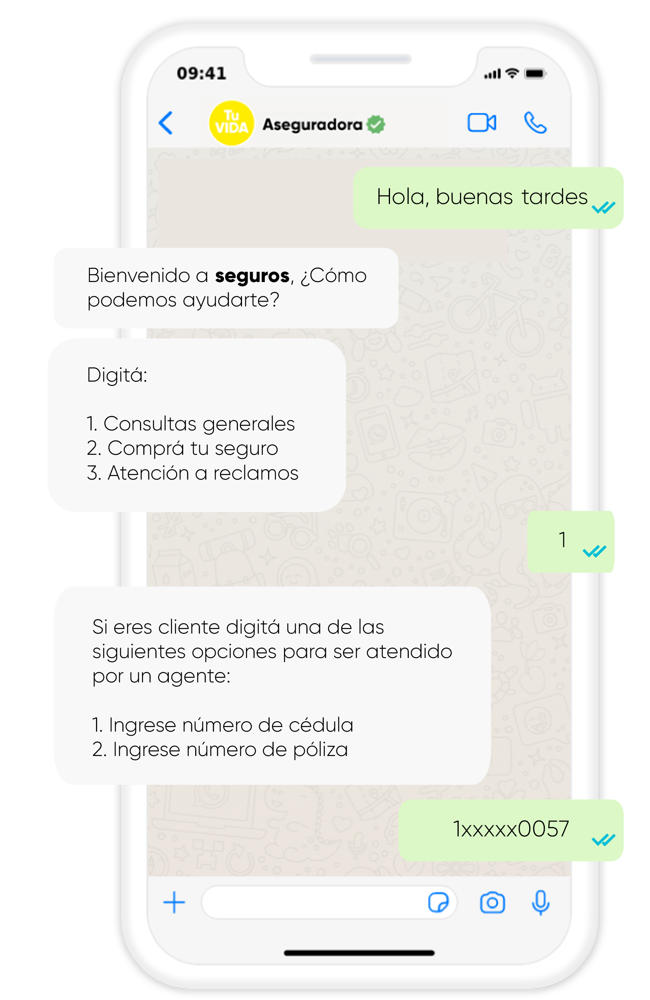 09:41
Tu
VIDA
Aseguradora
Hola, buenas tardes
Bienvenido a seguros, ¿Cómo
podemos ayudarte?
Digitá:
1. Consultas generales
2. Comprá tu seguro
3. Atención a reclamos
1
Si eres cliente digitá una de las
siguientes opciones para ser atendido
por un agente:
1. Ingrese número de cédula
2. Ingrese número de póliza
1xxxxx0057